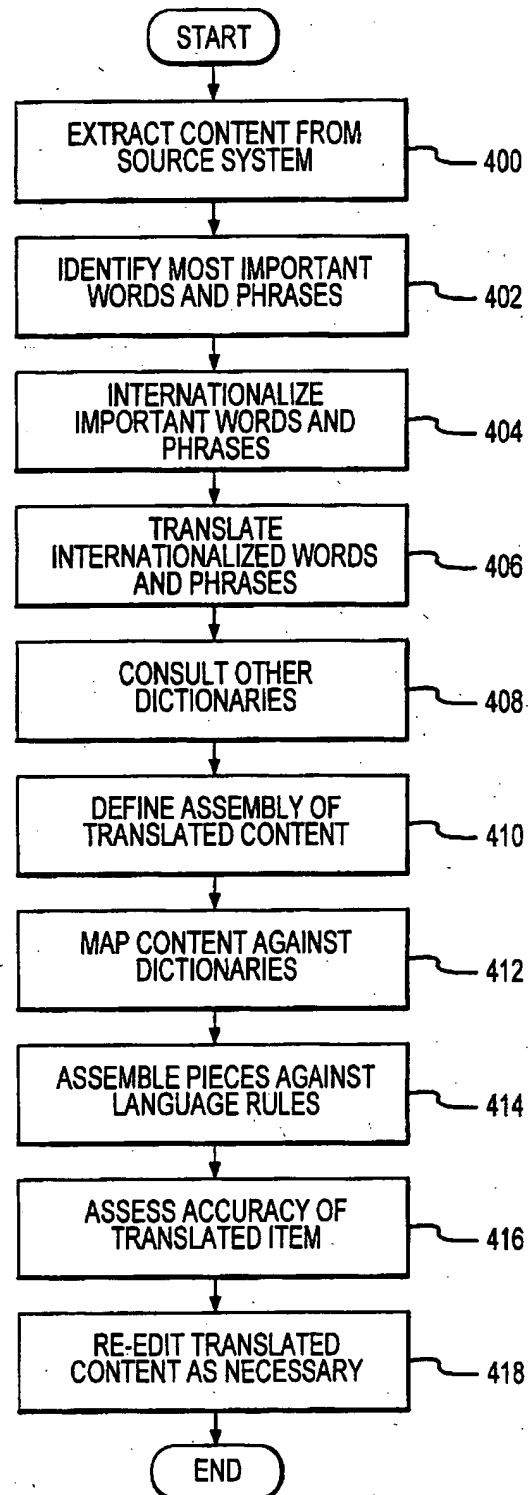 START
EXTRACT CONTENT FROM
SOURCE SYSTEM
400
IDENTIFY MOST IMPORTANT
WORDS AND PHRASES
402
INTERNATIONALIZE
IMPORTANT WORDS AND
PHRASES
404
TRANSLATE
INTERNATIONALIZED WORDS
AND PHRASES
406
CONSULT OTHER
DICTIONARIES
408
DEFINE ASSEMBLY OF
TRANSLATED CONTENT
410
MAP CONTENT AGAINST
DICTIONARIES
412
ASSEMBLE PIECES AGAINST
LANGUAGE RULES
414
ASSESS ACCURACY OF
TRANSLATED ITEM
416
RE-EDIT TRANSLATED
CONTENT AS NECESSARY
418
END